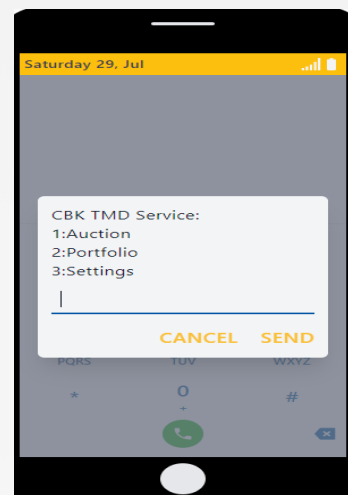 Saturday 29, Jul
CBK TMD Service:
1:Auction
2:Portfolio
3:Settings
CANCEL SEND
PQRS TUV WXYZ
* 0 #
+